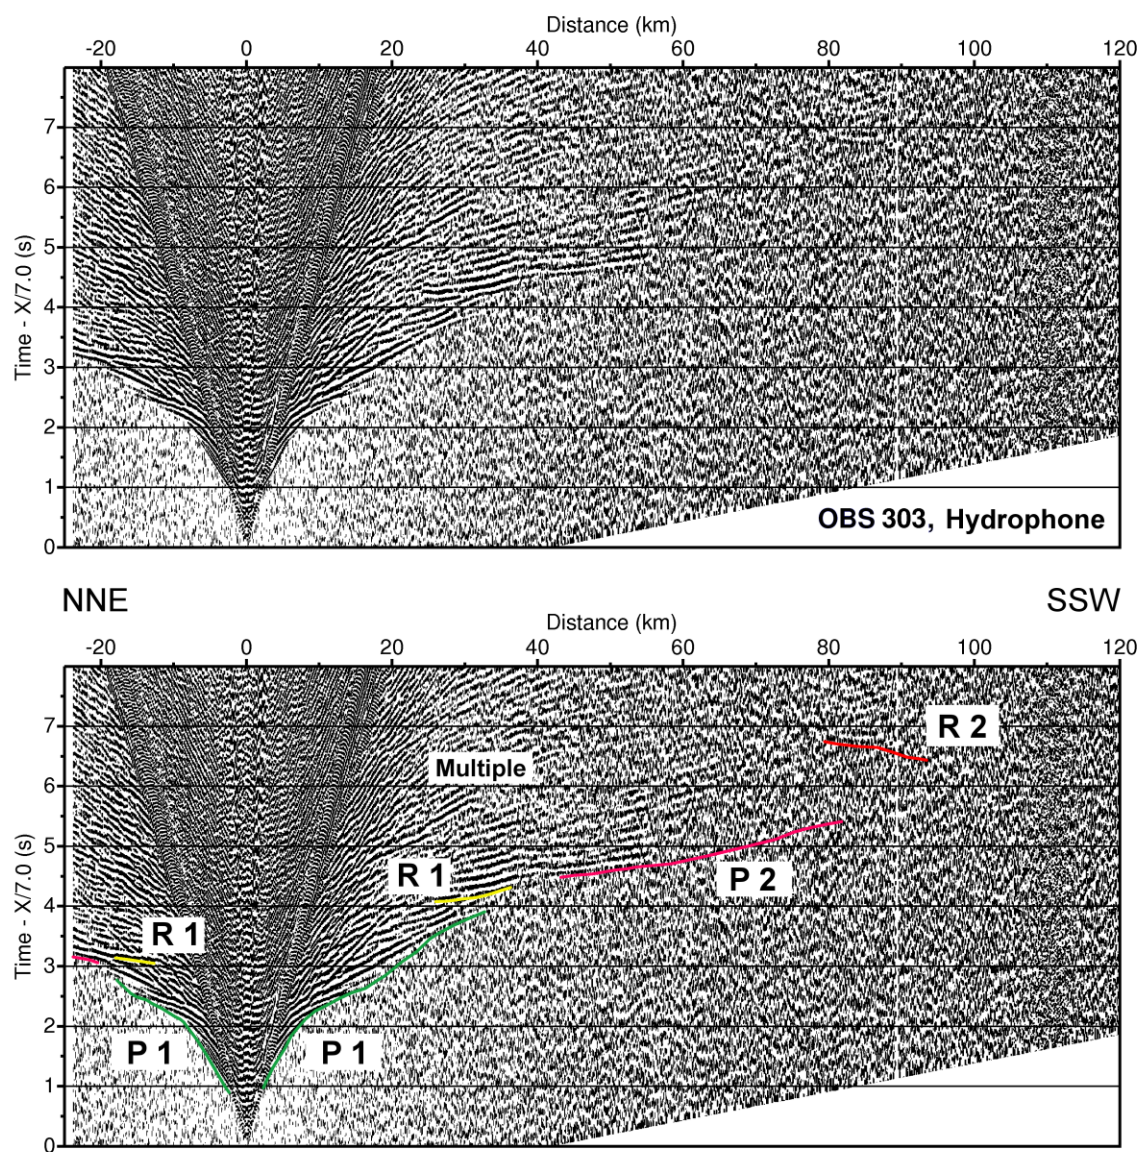 Distance (km)
-20 0 20 40 60 80 100 120
Time - X/7.0 (s)
7
6
5
4
3
2
1
0
OBS 303, Hydrophone
NNE SSW
Distance (km)
-20 0 20 40 60 80 100 120
Time - X/7.0 (s)
7
6
5
4
3
2
1
0
R 2
Multiple
R 1
P 2
R 1
P 1 P 1